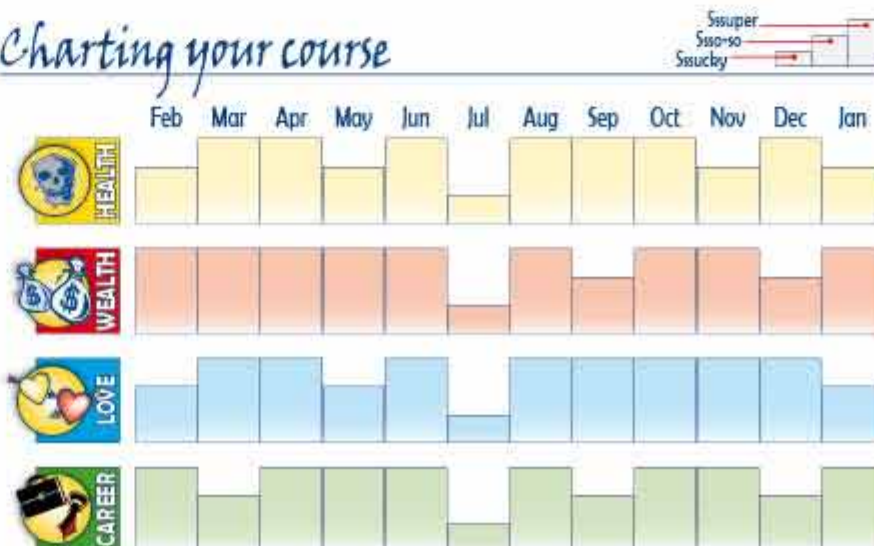 Charting your course
Sssuper
Ssso-so
Sssucky
Feb Mar Apr May Jun Jul Aug Sep Oct Nov Dec Jan
HEALTH
$ $
WEALTH
LOVE
CAREER